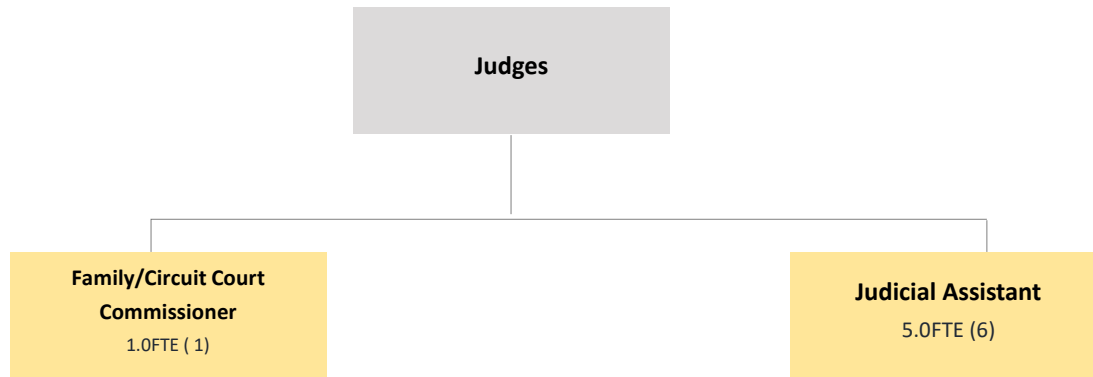 Judges
Family/Circuit Court
Commissioner
1.0FTE ( 1)
Judicial Assistant
5.0FTE (6)